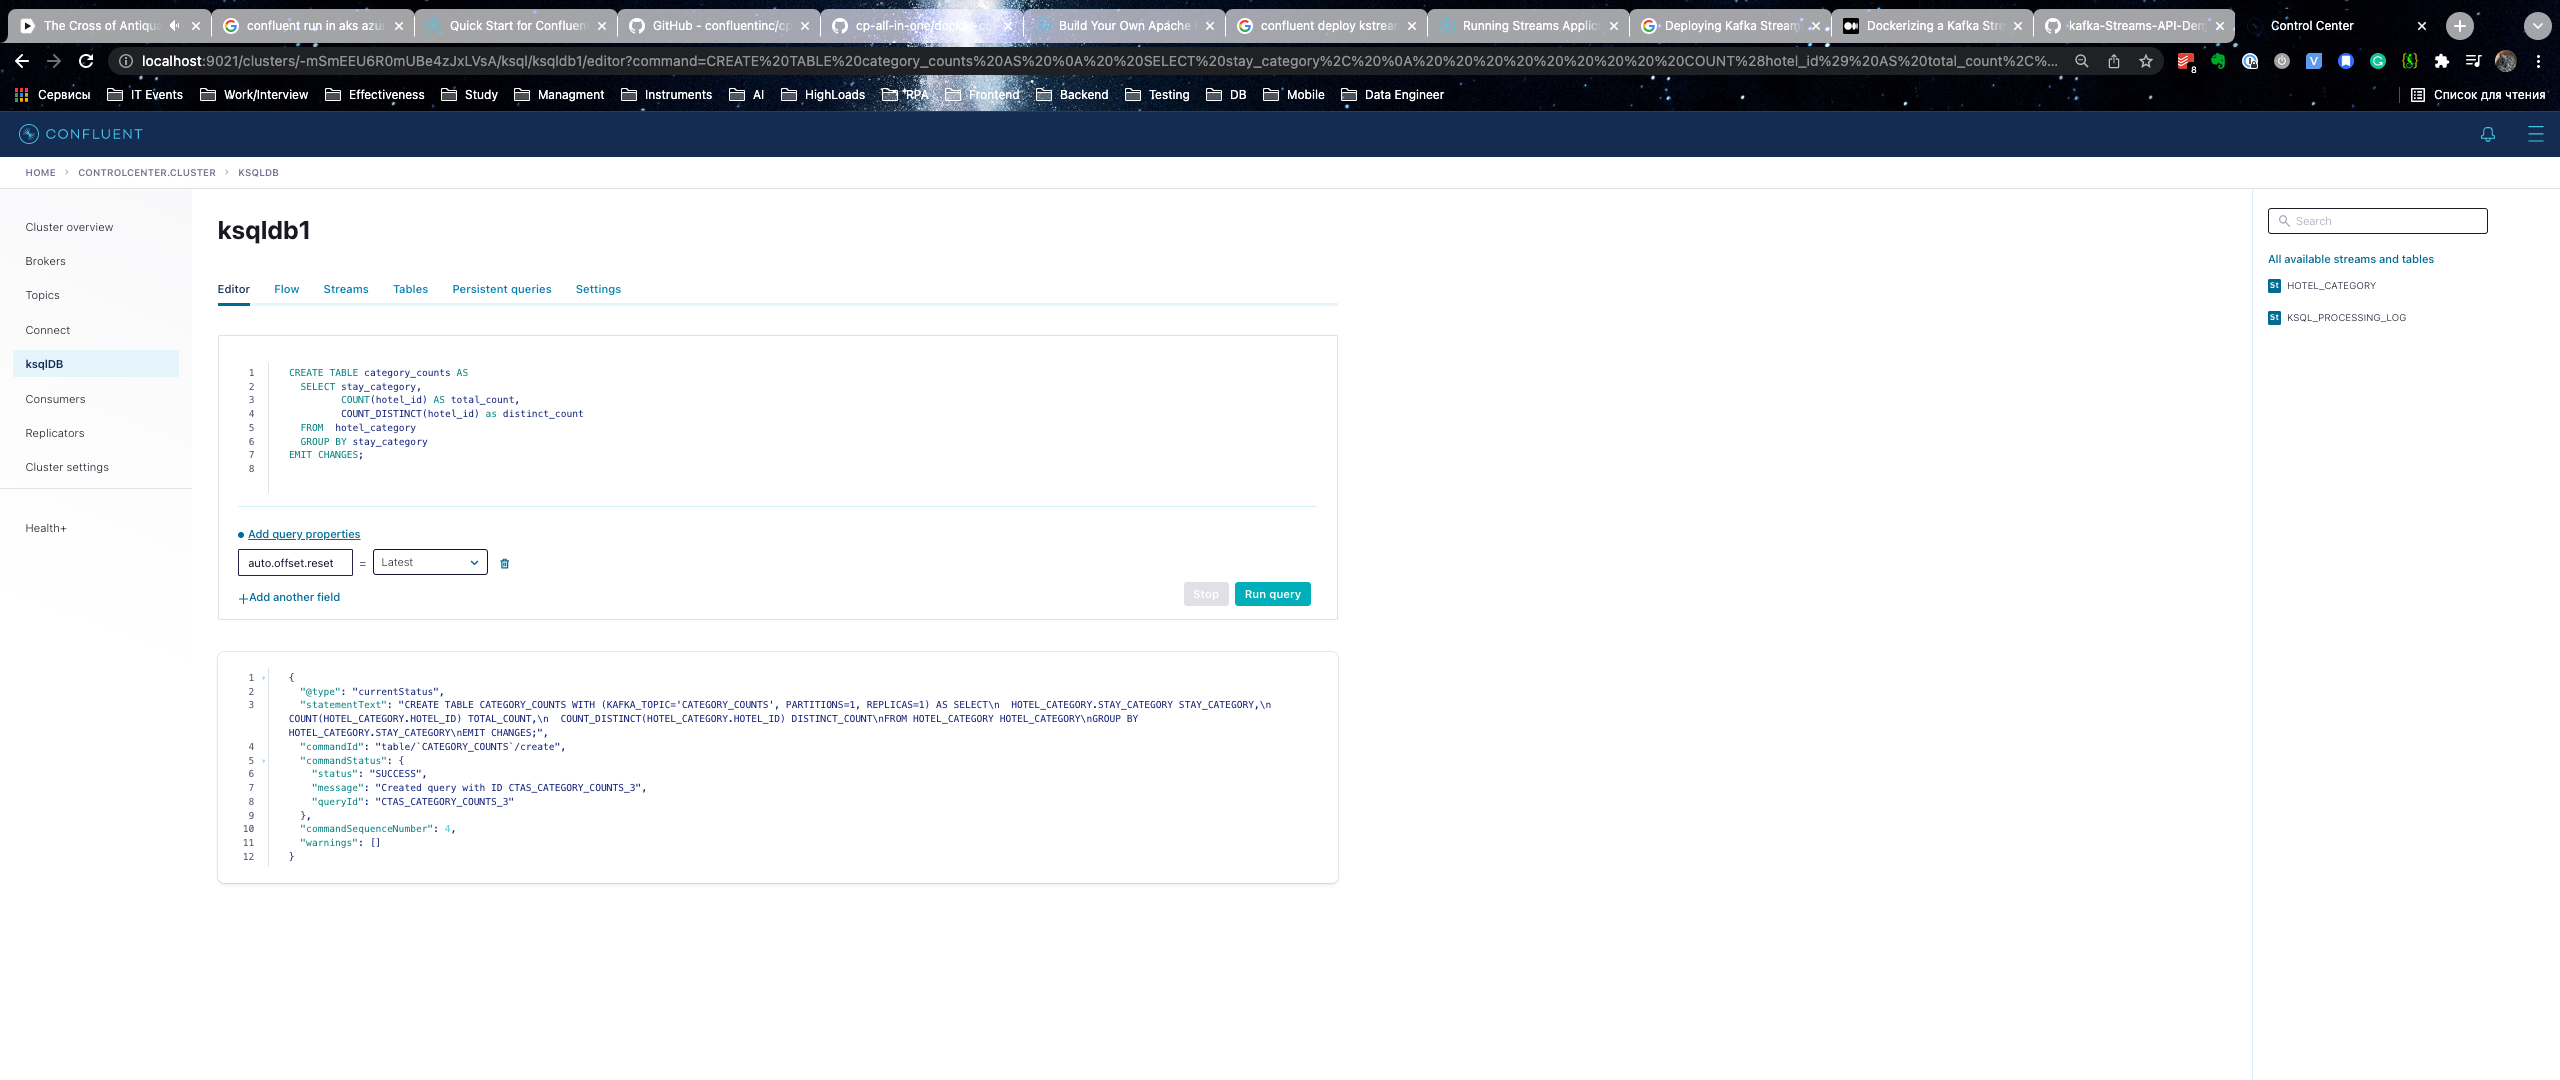 The Cross of Antiqua
confluent run in aks azur
Quick Start for Confluen
GitHub - confluentinc/cp
cp-all-in-one/docker-c
Build Your Own Apache
confluent deploy kstrear
Running Streams Applic
Deploying Kafka Stream
Dockerizing a Kafka Stre
kafka-Streams-API-Dem
Control Center
localhost:9021/clusters/-mSmEEU6R0mUBe4zJxLVsA/ksql/ksqldb1/editor?command=CREATE%20TABLE%20category_counts%20AS%20%0A%20%20SELECT%20stay_category%2C%20%0A%20%20%20%20%20%20%20%20%20COUNT%28hotel_id%29%20AS%20total_count%2C%...
8
Сервисы
IT Events
Work/Interview
Effectiveness
Study
Managment
Instruments
AI
HighLoads
RPA
Frontend
Backend
Testing
DB
Mobile
Data Engineer
Список для чтения
CONFLUENT
HOME > CONTROLCENTER.CLUSTER > KSQLDB
Cluster overview
Brokers
Topics
Connect
ksqlDB
Consumers
Replicators
Cluster settings
Health+
ksqldb1
Editor Flow Streams Tables Persistent queries Settings
1 CREATE TABLE category_counts AS
2 SELECT stay_category,
3 COUNT(hotel_id) AS total_count,
4 COUNT_DISTINCT(hotel_id) as distinct_count
5 FROM hotel_category
6 GROUP BY stay_category
7 EMIT CHANGES;
8
Add query properties
auto.offset.reset = Latest
+Add another field
Stop Run query
1 {
2 "@type": "currentStatus",
3 "statementText": "CREATE TABLE CATEGORY_COUNTS WITH (KAFKA_TOPIC='CATEGORY_COUNTS', PARTITIONS=1, REPLICAS=1) AS SELECT\n HOTEL_CATEGORY.STAY_CATEGORY STAY_CATEGORY,\n
COUNT(HOTEL_CATEGORY.HOTEL_ID) TOTAL_COUNT,\n COUNT_DISTINCT(HOTEL_CATEGORY.HOTEL_ID) DISTINCT_COUNT\nFROM HOTEL_CATEGORY HOTEL_CATEGORY\nGROUP BY
HOTEL_CATEGORY.STAY_CATEGORY\nEMIT CHANGES;",
4 "commandId": "table/`CATEGORY_COUNTS`/create",
5 "commandStatus": {
6 "status": "SUCCESS",
7 "message": "Created query with ID CTAS_CATEGORY_COUNTS_3",
8 "queryId": "CTAS_CATEGORY_COUNTS_3"
9 },
10 "commandSequenceNumber": 4,
11 "warnings": []
12 }
Search
All available streams and tables
St HOTEL_CATEGORY
St KSQL_PROCESSING_LOG